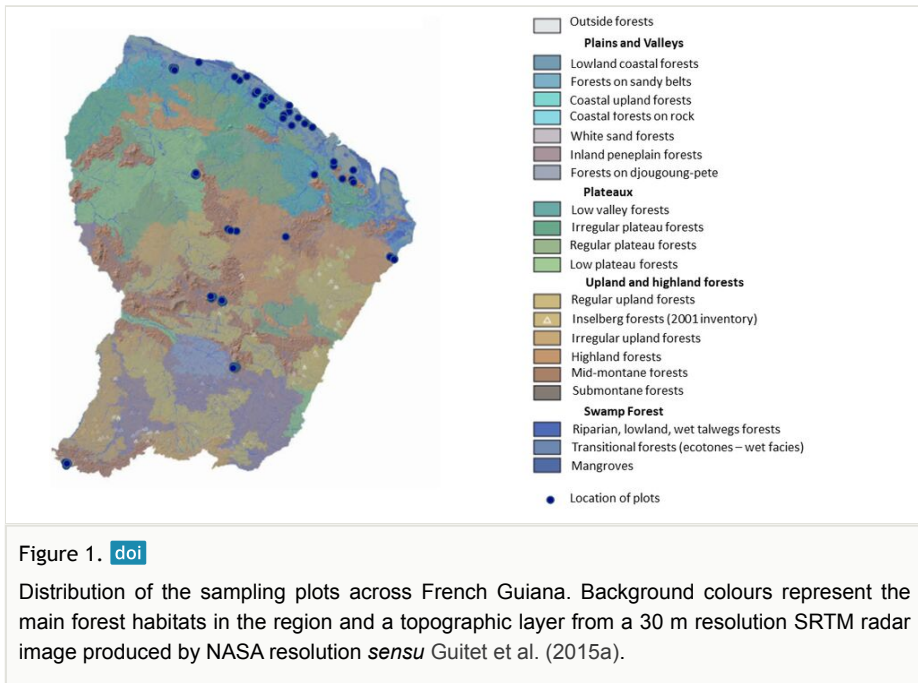 Outside forests
Plains and Valleys
Lowland coastal forests
Forests on sandy belts
Coastal upland forests
Coastal forests on rock
White sand forests
Inland peneplain forests
Forests on djougoung-pete
Plateaux
Low valley forests
Irregular plateau forests
Regular plateau forests
Low plateau forests
Upland and highland forests
Regular upland forests
Inselberg forests (2001 inventory)
Irregular upland forests
Highland forests
Mid-montane forests
Submontane forests
Swamp Forest
Riparian, lowland, wet talwegs forests
Transitional forests (ecotones – wet facies)
Mangroves
Location of plots
Figure 1. doi
Distribution of the sampling plots across French Guiana. Background colours represent the
main forest habitats in the region and a topographic layer from a 30 m resolution SRTM radar
image produced by NASA resolution sensu Guitet et al. (2015a).